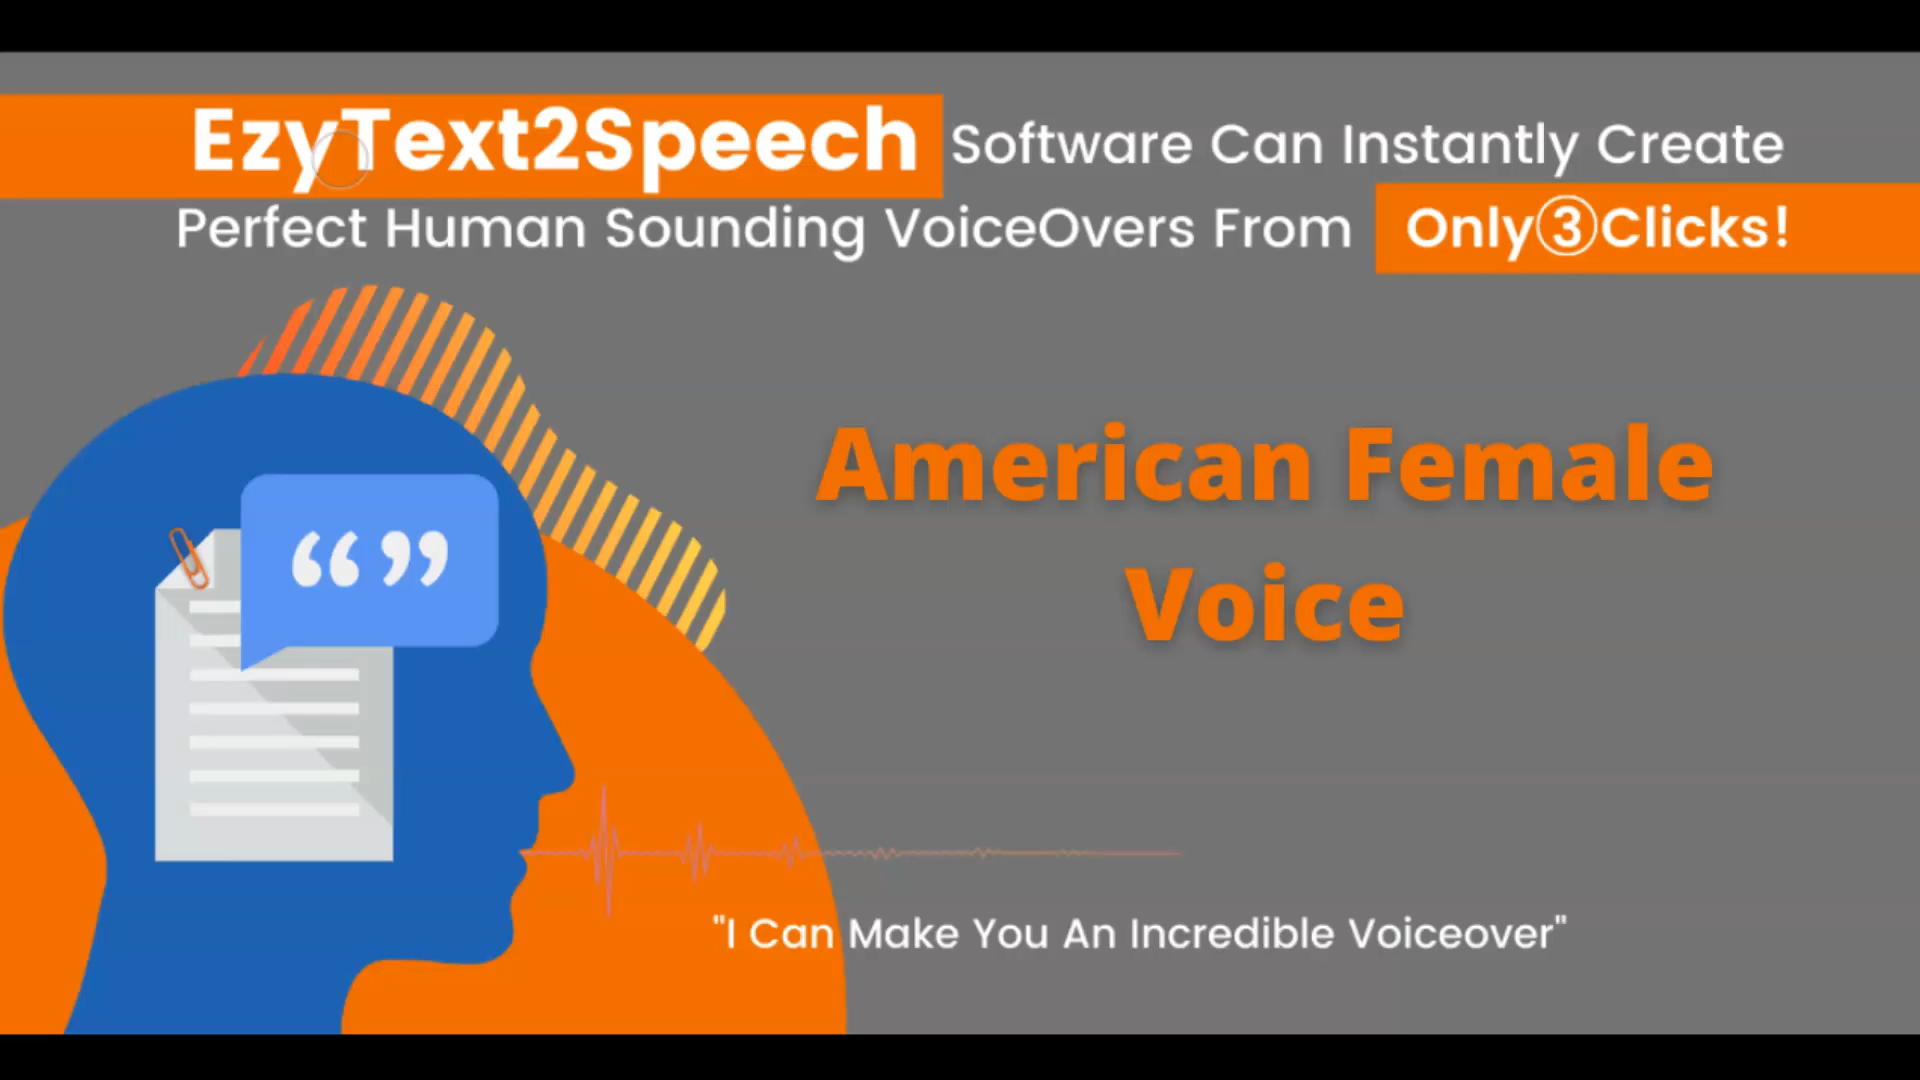 EzyText2Speech Software Can Instantly Create
Perfect Human Sounding VoiceOvers From Only③Clicks!
American Female
Voice
“ ”
"I Can Make You An Incredible Voiceover"